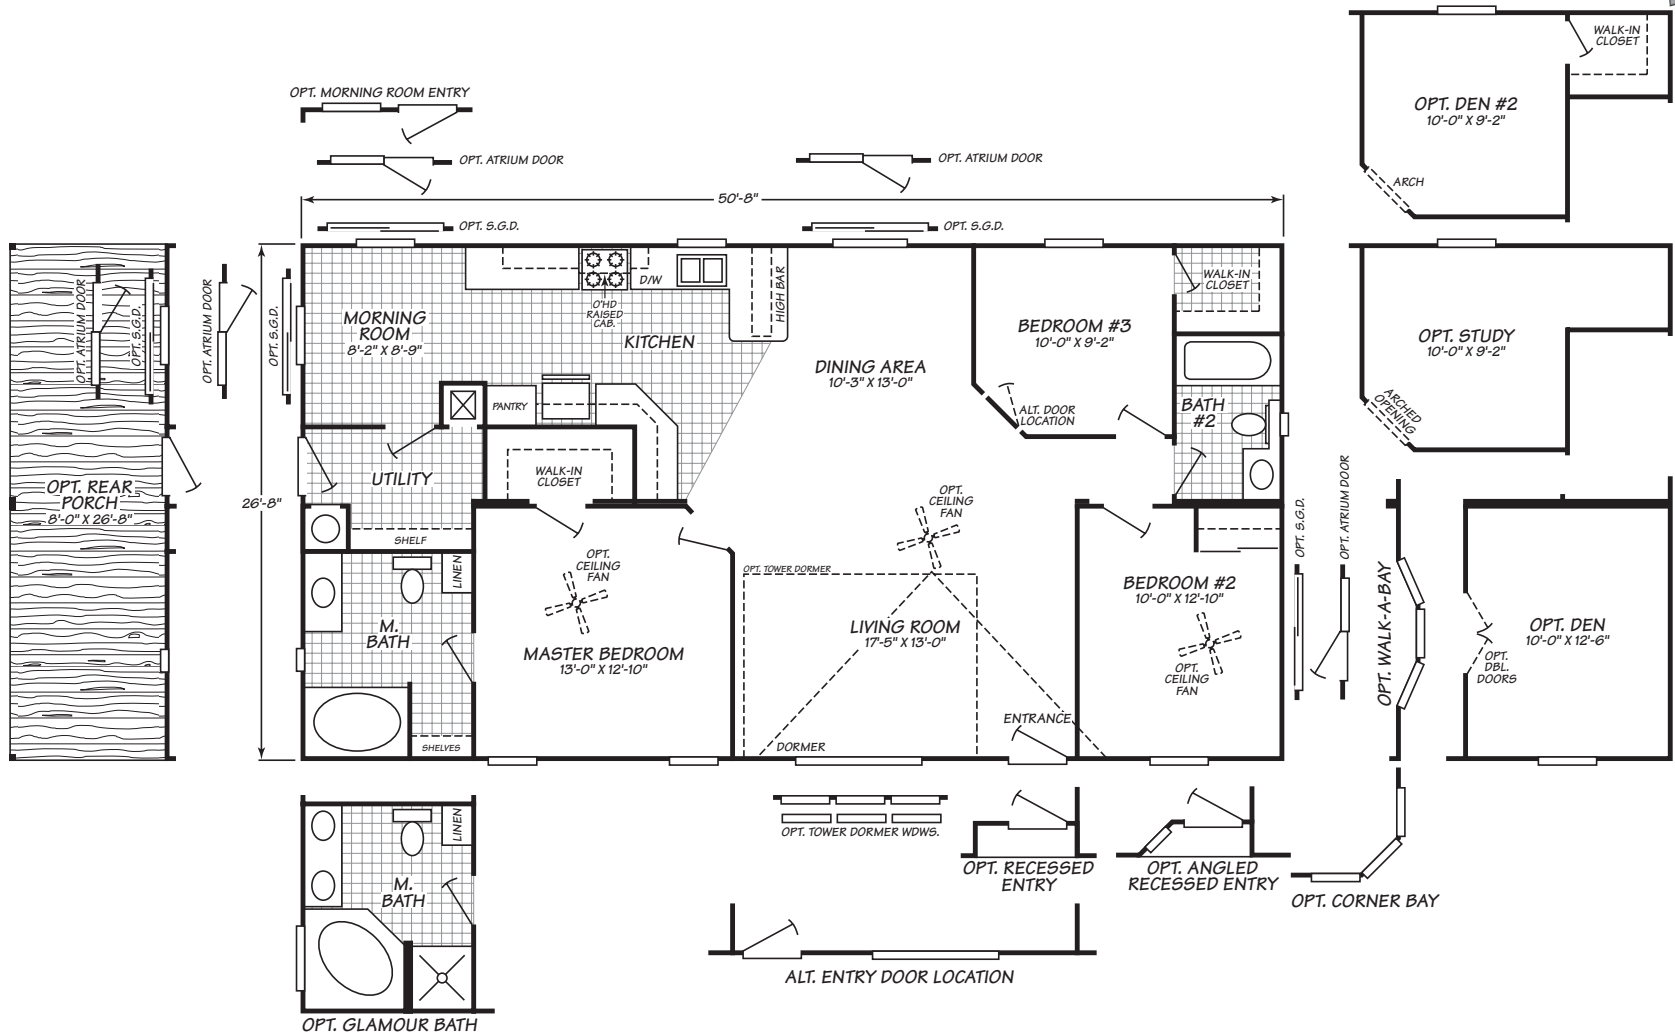 WALK-IN
CLOSET
OPT. DEN #2
10'-0" X 9'-2"
ARCH
OPT. MORNING ROOM ENTRY
OPT. ATRIUM DOOR
OPT. ATRIUM DOOR
50'-8"
OPT. S.G.D.
OPT. S.G.D.
OPT. ATRIUM DOOR
OPT. S.G.D.
OPT. ATRIUM DOOR
OPT. S.G.D.
OPT. REAR
PORCH
8'-0" X 26'-8"
26'-8"
MORNING
ROOM
8'-2" X 8'-9"
D/W
O'HD
RAISED
CAB.
HIGH BAR
KITCHEN
PANTRY
DINING AREA
10'-3" X 13'-0"
BEDROOM #3
10'-0" X 9'-2"
ALT. DOOR
LOCATION
WALK-IN
CLOSET
BATH
#2
OPT. STUDY
10'-0" X 9'-2"
ARCHED
OPENING
UTILITY
WALK-IN
CLOSET
SHELF
LINEN
M.
BATH
SHELVES
OPT.
CEILING
FAN
MASTER BEDROOM
13'-0" X 12'-10"
OPT.
CEILING
FAN
OPT. TOWER DORMER
LIVING ROOM
17'-5" X 13'-0"
DORMER
ENTRANCE
BEDROOM #2
10'-0" X 12'-10"
OPT.
CEILING
FAN
OPT. S.G.D.
OPT. ATRIUM DOOR
OPT. WALK-A-BAY
OPT. DEN
10'-0" X 12'-6"
OPT.
DBL.
DOORS
LINEN
M.
BATH
OPT. GLAMOUR BATH
OPT. TOWER DORMER WDWS.
OPT. RECESSED
ENTRY
OPT. ANGLED
RECESSED ENTRY
OPT. CORNER BAY
ALT. ENTRY DOOR LOCATION